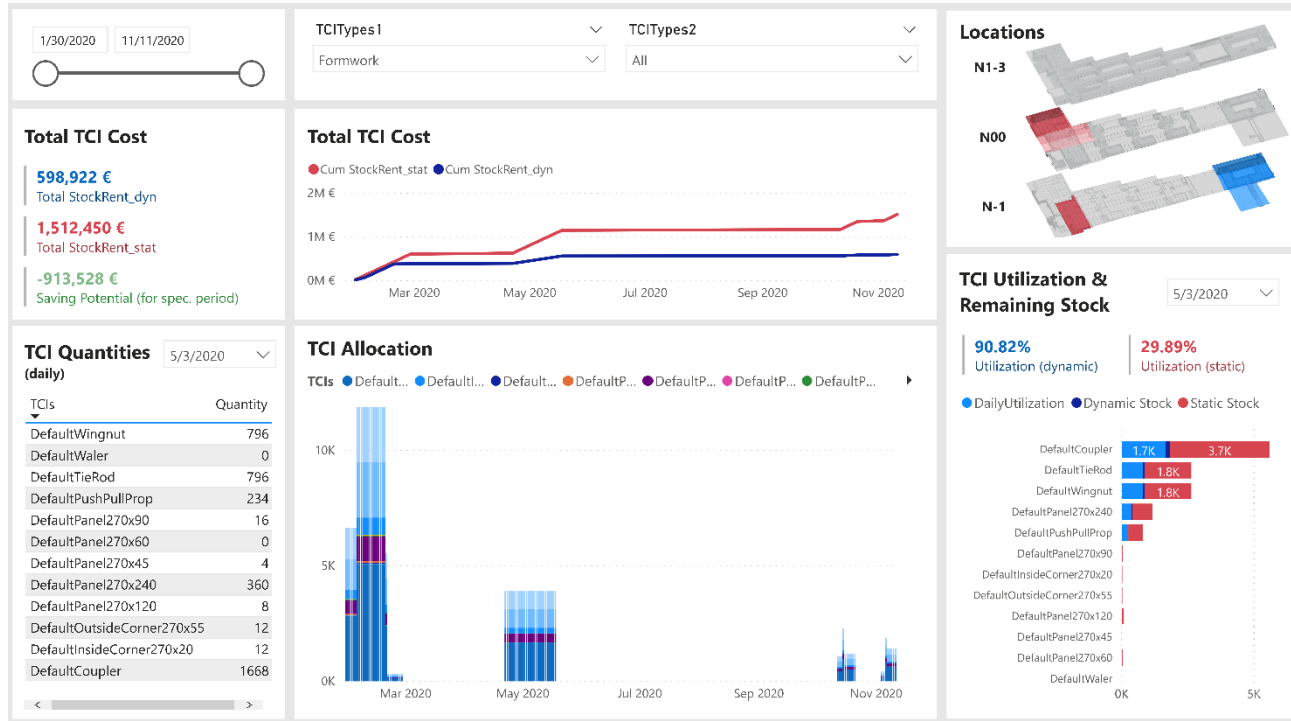 1/30/2020 11/11/2020
TCITypes1
Formwork
TCITypes2
All
Locations
N1-3
N00
N-1
Total TCI Cost
598,922 €
Total StockRent_dyn
1,512,450 €
Total StockRent_stat
-913,528 €
Saving Potential (for spec. period)
Total TCI Cost
Cum StockRent_stat Cum StockRent_dyn
2M €
1M €
0M €
Mar 2020 May 2020 Jul 2020 Sep 2020 Nov 2020
TCI Quantities 5/3/2020
(daily)
TCIs Quantity
DefaultWingnut 796
DefaultWaler 0
DefaultTieRod 796
DefaultPushPullProp 234
DefaultPanel270x90 16
DefaultPanel270x60 0
DefaultPanel270x45 4
DefaultPanel270x240 360
DefaultPanel270x120 8
DefaultOutsideCorner270x55 12
DefaultInsideCorner270x20 12
DefaultCoupler 1668
TCI Allocation
TCIs Default... DefaultI... Default... DefaultP... DefaultP... DefaultP... DefaultP...
10K
5K
0K
Mar 2020 May 2020 Jul 2020 Sep 2020 Nov 2020
TCI Utilization &
Remaining Stock
5/3/2020
90.82%
Utilization (dynamic)
29.89%
Utilization (static)
DailyUtilization Dynamic Stock Static Stock
DefaultCoupler 1.7K 3.7K
DefaultTieRod 1.8K
DefaultWingnut 1.8K
DefaultPanel270x240
DefaultPushPullProp
DefaultPanel270x90
DefaultInsideCorner270x20
DefaultOutsideCorner270x55
DefaultPanel270x120
DefaultPanel270x45
DefaultPanel270x60
DefaultWaler
0K 5K